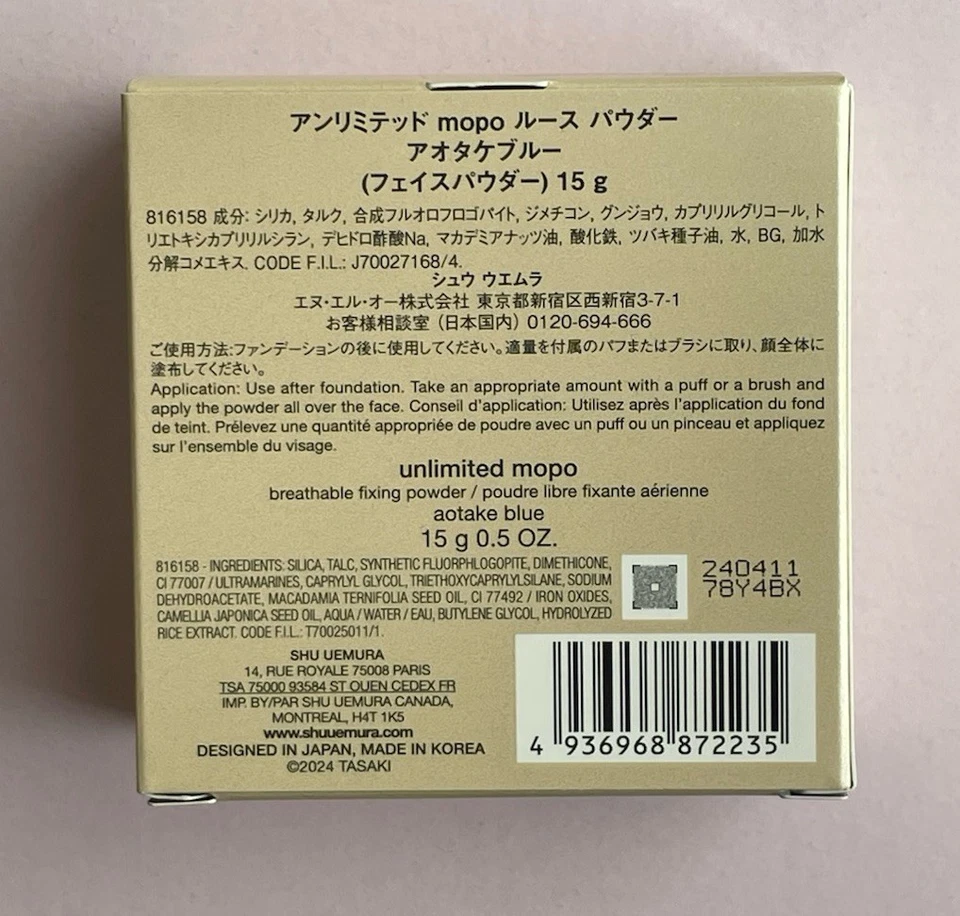 アンリミテッド mopo ルース パウダー
アオタケブルー
(フェイスパウダー) 15 g
816158 成分: シリカ, タルク, 合成フルオロフロゴパイト, ジメチコン, グンジョウ, カプリリルグリコール, ト
リエトキシカプリリルシラン, デヒドロ酢酸Na, マカデミアナッツ油, 酸化鉄, ツバキ種子油, 水, BG, 加水
分解コメエキス. CODE F.I.L.: J70027168/4.
シュウ ウエムラ
エヌ・エル・オー株式会社 東京都新宿区西新宿3-7-1
お客様相談室 (日本国内) 0120-694-666
ご使用方法:ファンデーションの後に使用してください。適量を付属のパフまたはブラシに取り、顔全体に
塗布してください。
Application: Use after foundation. Take an appropriate amount with a puff or a brush and
apply the powder all over the face. Conseil d'application: Utilisez après l'application du fond
de teint. Prélevez une quantité appropriée de poudre avec un puff ou un pinceau et appliquez
sur l'ensemble du visage.
unlimited mopo
breathable fixing powder / poudre libre fixante aérienne
aotake blue
15 g 0.5 OZ.
816158 - INGREDIENTS: SILICA, TALC, SYNTHETIC FLUORPHLOGOPITE, DIMETHICONE,
CI 77007 / ULTRAMARINES, CAPRYLYL GLYCOL, TRIETHOXYCAPRYLYLSILANE, SODIUM
DEHYDROACETATE, MACADAMIA TERNIFOLIA SEED OIL, CI 77492 / IRON OXIDES,
CAMELLIA JAPONICA SEED OIL, AQUA / WATER / EAU, BUTYLENE GLYCOL, HYDROLYZED
RICE EXTRACT. CODE F.I.L.: T70025011/1.
240411
78Y4BX
SHU UEMURA
14, RUE ROYALE 75008 PARIS
TSA 75000 93584 ST OUEN CEDEX FR
IMP. BY/PAR SHU UEMURA CANADA,
MONTREAL, H4T 1K5
www.shuuemura.com
DESIGNED IN JAPAN, MADE IN KOREA
©2024 TASAKI
4 936968 872235